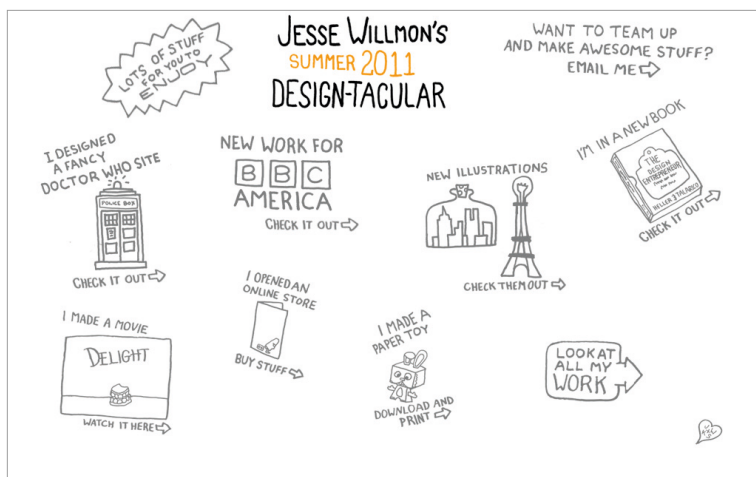 LOTS OF STUFF
FOR YOU TO
ENJOY
JESSE WILLMON'S
SUMMER 2011
DESIGN-TACULAR
WANT TO TEAM UP
AND MAKE AWESOME STUFF?
EMAIL ME
I DESIGNED
A FANCY
DOCTOR WHO SITE
POLICE BOX
CHECK IT OUT
NEW WORK FOR
BBC
AMERICA
CHECK IT OUT
NEW ILLUSTRATIONS
CHECK THEM OUT
I'M IN A NEW BOOK
THE
DESIGN
ENTREPRENEUR
HELLER & TALARICO
CHECK IT OUT
I MADE A MOVIE
DELIGHT
WATCH IT HERE
I OPENED AN
ONLINE STORE
BUY STUFF
I MADE A
PAPER TOY
DOWNLOAD AND
PRINT
LOOK AT
ALL MY
WORK